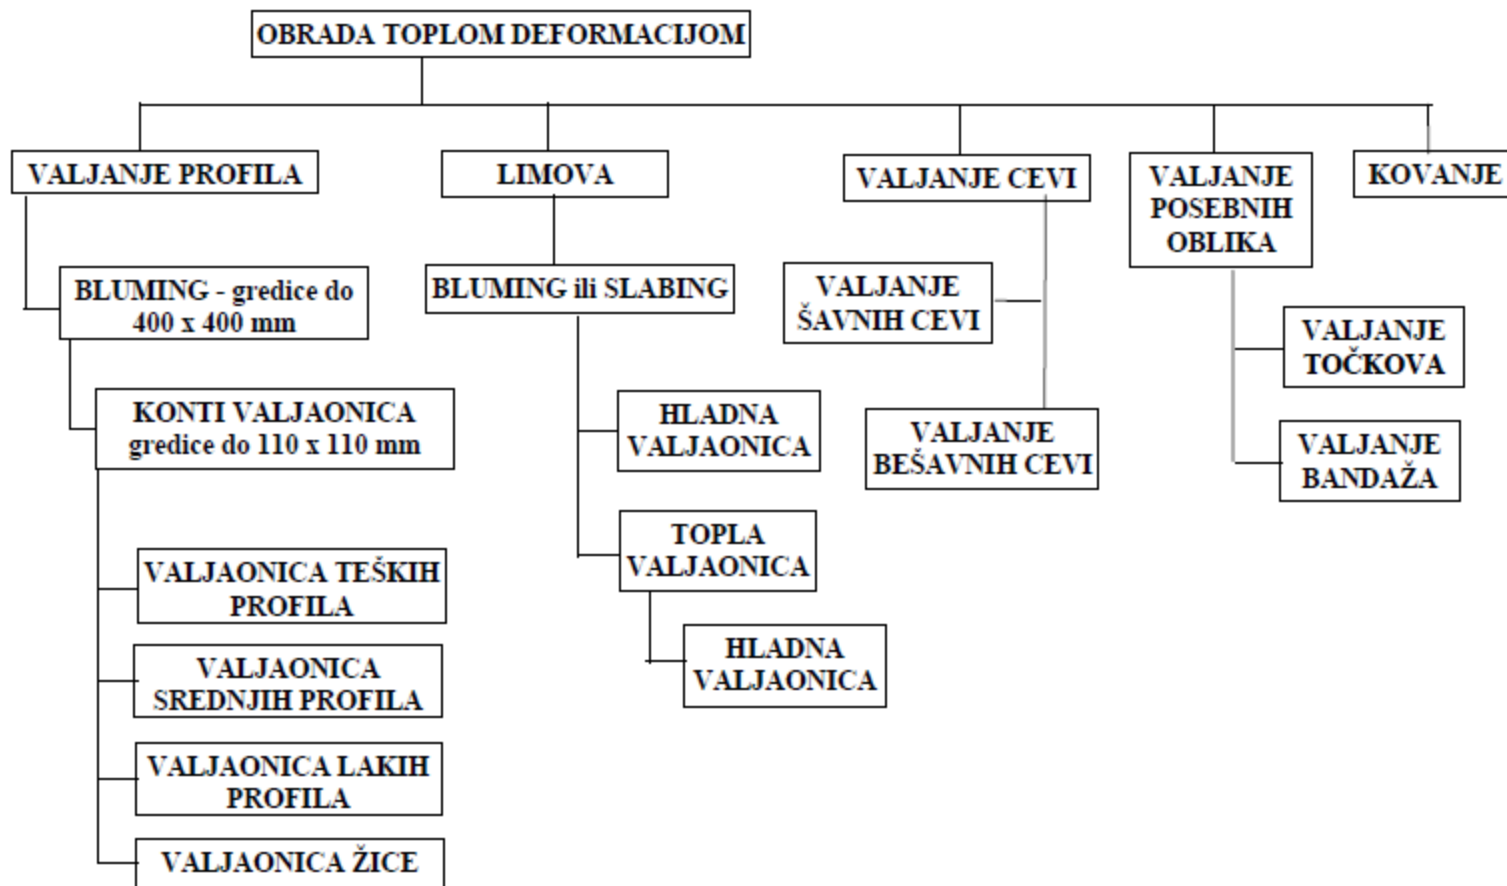 OBRADA TOPLOM DEFORMACIJOM
VALJANJE PROFILA
BLUMING - gredice do
400 x 400 mm
KONTI VALJAONICA
gredice do 110 x 110 mm
VALJAONICA TEŠKIH
PROFILA
VALJAONICA
SREDNJIH PROFILA
VALJAONICA LAKIH
PROFILA
VALJAONICA ŽICE
LIMOVA
BLUMING ili SLABING
HLADNA
VALJAONICA
TOPLA
VALJAONICA
HLADNA
VALJAONICA
VALJANJE CEVI
VALJANJE
ŠAVNIH CEVI
VALJANJE
BEŠAVNIH CEVI
VALJANJE
POSEBNIH
OBLIKA
VALJANJE
TOČKOVA
VALJANJE
BANDAŽA
KOVANJE